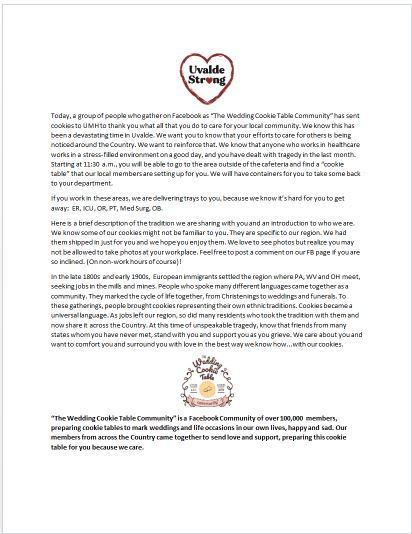 Uvalde
Strong
Today, a group of people who gather on Facebook as "The Wedding Cookie Table Community" has sent
cookies to UMH to thank you what all that you do to care for your local community. We know this has
been a devastating time in Uvalde. We want you to know that your efforts to care for others is being
noticed around the Country. We want to reinforce that. We know that anyone who works in healthcare
works in a stress-filled environment on a good day, and you have dealt with tragedy in the last month.
Starting at 11:30 a.m., you will be able to go to the area outside of the cafeteria and find a "cookie
table" that our local members are setting up for you. We will have containers for you to take some back
to your department.
If you work in these areas, we are delivering trays to you, because we know it's hard for you to get
away: ER, ICU, OR, PT, Med Surg, OB.
Here is a brief description of the tradition we are sharing with you and an introduction to who we are.
We know some of our cookies might not be familiar to you. They are specific to our region. We had
them shipped in just for you and we hope you enjoy them. We love to see photos but realize you may
not be allowed to take photos at your workplace. Feel free to post a comment on our FB page if you are
so inclined. (On non-work hours of course)!
In the late 1800s and early 1900s, European immigrants settled the region where PA, WV and OH meet,
seeking jobs in the mills and mines. People who spoke many different languages came together as a
community. They marked the cycle of life together, from Christenings to weddings and funerals. To
these gatherings, people brought cookies representing their own ethnic traditions. Cookies became a
universal language. As jobs left our region, so did many residents who took the tradition with them and
now share it across the Country. At this time of unspeakable tragedy, know that friends from many
states whom you have never met, stand with you and support you as you grieve. We care about you and
want to comfort you and surround you with love in the best way we know how...with our cookies.
The
Wedding
Cookie
Table
Community
"The Wedding Cookie Table Community" is a Facebook Community of over 100,000 members,
preparing cookie tables to mark weddings and life occasions in our own lives, happy and sad. Our
members from across the Country came together to send love and support, preparing this cookie
table for you because we care.